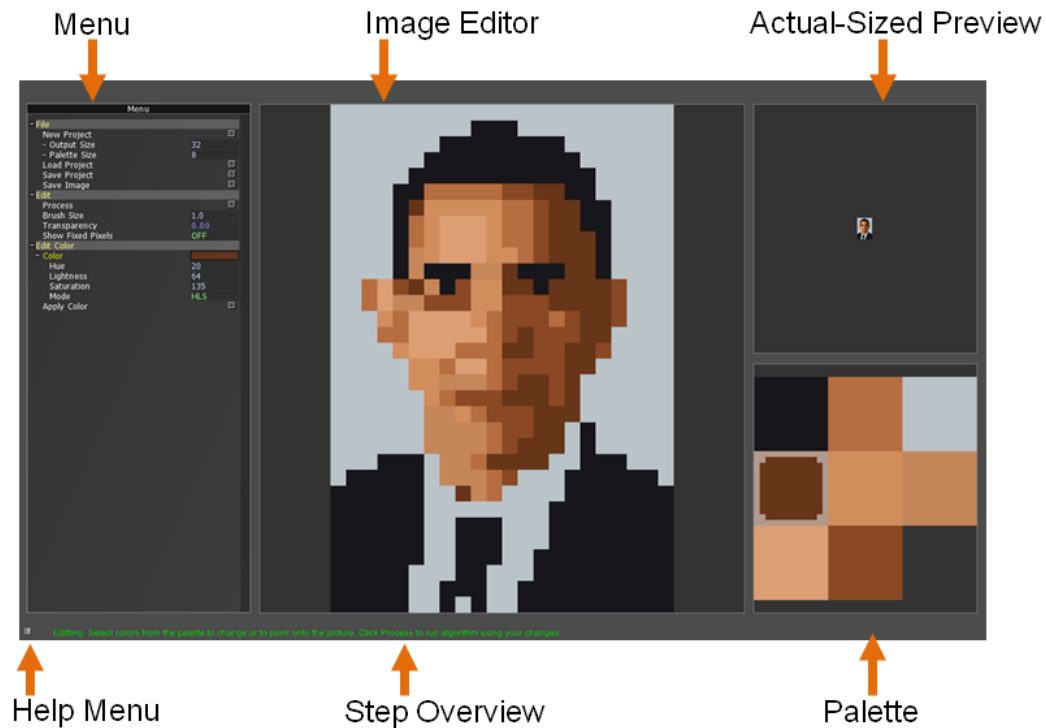 Menu
Image Editor
Actual-Sized Preview
Menu
- File
New Project
- Output Size 32
- Palette Size 8
Load Project
Save Project
Save Image
- Edit
Process
Brush Size 1.0
Transparency 0.00
Show Fixed Pixels OFF
- Edit Color
- Color
Hue 20
Lightness 64
Saturation 135
Mode HLS
Apply Color
Editting: Select colors from the palette to change or to paint onto the picture. Click Process to run algorithm using your changes
Help Menu
Step Overview
Palette